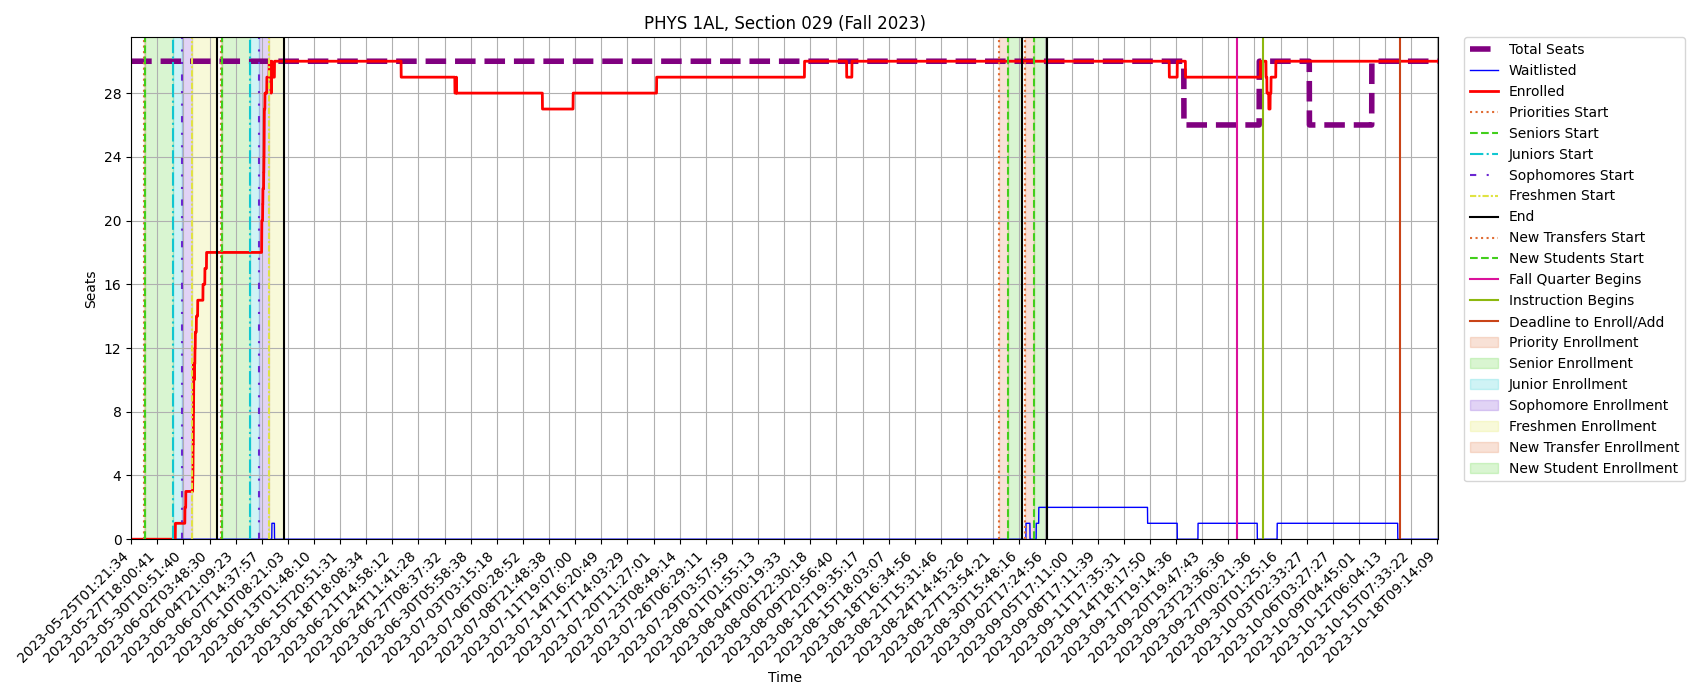 PHYS 1AL, Section 029 (Fall 2023)
Seats
28
24
20
16
12
8
4
0
2023-05-25T01:21:34
2023-05-27T18:00:41
2023-05-30T10:51:40
2023-06-02T03:48:30
2023-06-04T21:09:23
2023-06-07T14:37:57
2023-06-10T08:21:03
2023-06-13T01:48:10
2023-06-15T20:51:31
2023-06-18T18:08:34
2023-06-21T14:58:12
2023-06-24T11:41:28
2023-06-27T08:37:32
2023-06-30T05:58:38
2023-07-03T03:15:18
2023-07-06T00:28:52
2023-07-08T21:48:38
2023-07-11T19:07:00
2023-07-14T16:20:49
2023-07-17T14:03:29
2023-07-20T11:27:01
2023-07-23T08:49:14
2023-07-26T06:29:11
2023-07-29T03:57:59
2023-08-01T01:55:13
2023-08-04T00:19:33
2023-08-06T22:30:18
2023-08-09T20:56:40
2023-08-12T19:35:17
2023-08-15T18:03:07
2023-08-18T16:34:56
2023-08-21T15:31:46
2023-08-24T14:45:26
2023-08-27T13:54:21
2023-08-30T15:48:16
2023-09-02T17:24:56
2023-09-05T17:11:00
2023-09-08T17:11:39
2023-09-11T17:35:31
2023-09-14T18:17:50
2023-09-17T19:14:36
2023-09-20T19:47:43
2023-09-23T23:36:36
2023-09-27T00:21:36
2023-09-30T01:25:16
2023-10-03T02:33:27
2023-10-06T03:27:27
2023-10-09T04:45:01
2023-10-12T06:04:13
2023-10-15T07:33:22
2023-10-18T09:14:09
Time
Total Seats
Waitlisted
Enrolled
Priorities Start
Seniors Start
Juniors Start
Sophomores Start
Freshmen Start
End
New Transfers Start
New Students Start
Fall Quarter Begins
Instruction Begins
Deadline to Enroll/Add
Priority Enrollment
Senior Enrollment
Junior Enrollment
Sophomore Enrollment
Freshmen Enrollment
New Transfer Enrollment
New Student Enrollment